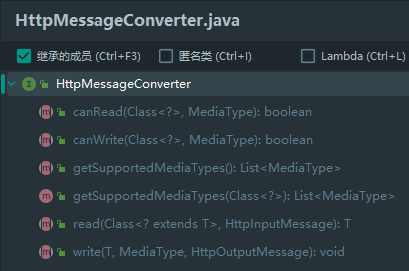 HttpMessageConverter.java
继承的成员 (Ctrl+F3) 匿名类 (Ctrl+I) Lambda (Ctrl+L)
HttpMessageConverter
canRead(Class<?>, MediaType): boolean
canWrite(Class<?>, MediaType): boolean
getSupportedMediaTypes(): List<MediaType>
getSupportedMediaTypes(Class<?>): List<MediaType>
read(Class<? extends T>, HttpInputMessage): T
write(T, MediaType, HttpOutputMessage): void